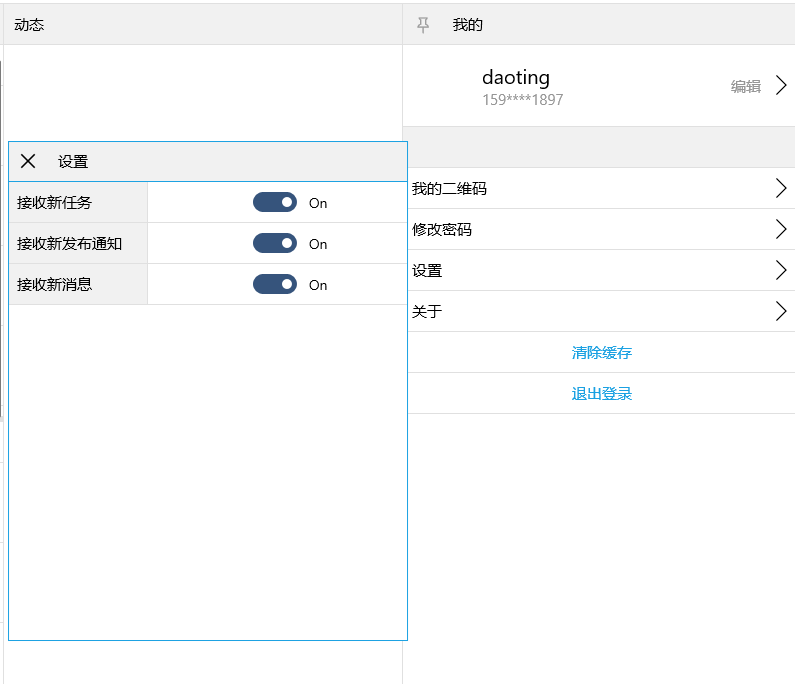 动态
我的
daoting
159****1897
编辑
设置
接收新任务 On
接收新发布通知 On
接收新消息 On
我的二维码
修改密码
设置
关于
清除缓存
退出登录